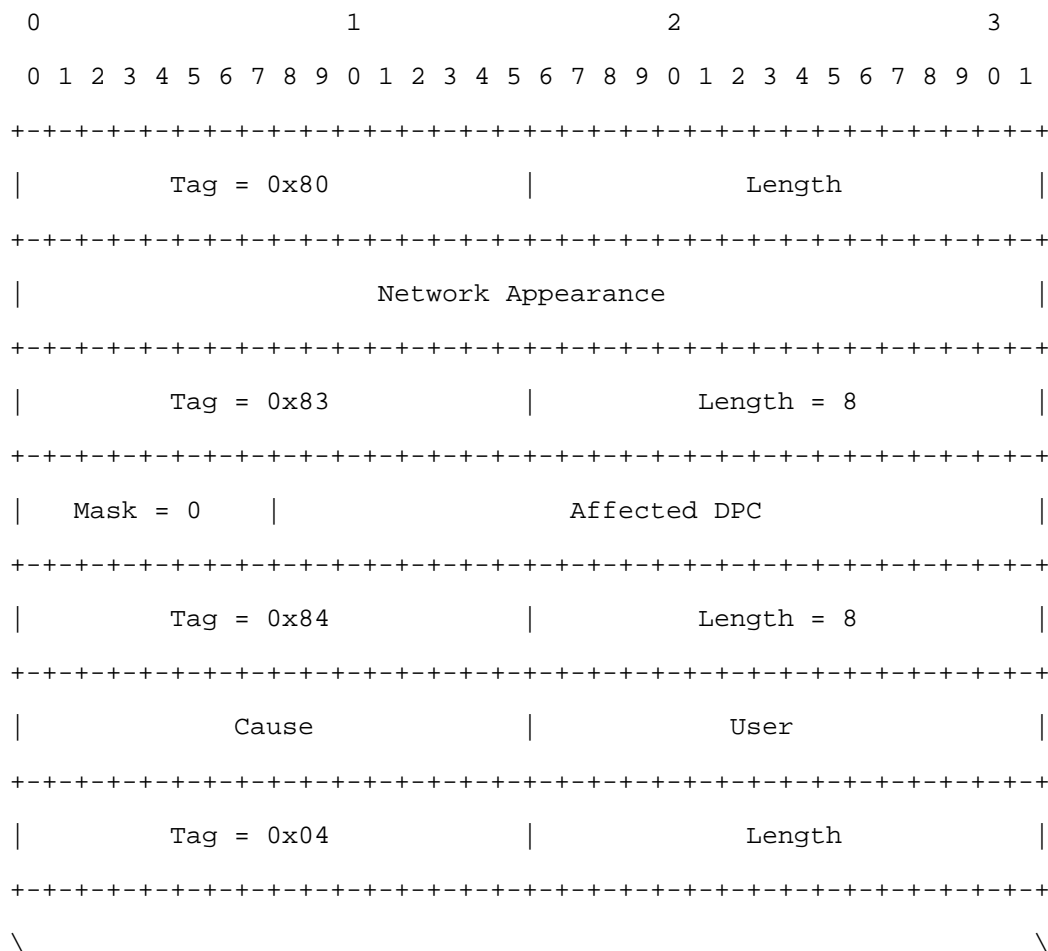 0                   1                   2                   3
0 1 2 3 4 5 6 7 8 9 0 1 2 3 4 5 6 7 8 9 0 1 2 3 4 5 6 7 8 9 0 1
+-+-+-+-+-+-+-+-+-+-+-+-+-+-+-+-+-+-+-+-+-+-+-+-+-+-+-+-+-+-+-+-+
|         Tag = 0x80            |             Length            |
+-+-+-+-+-+-+-+-+-+-+-+-+-+-+-+-+-+-+-+-+-+-+-+-+-+-+-+-+-+-+-+-+
|                      Network Appearance                       |
+-+-+-+-+-+-+-+-+-+-+-+-+-+-+-+-+-+-+-+-+-+-+-+-+-+-+-+-+-+-+-+-+
|         Tag = 0x83            |          Length = 8           |
+-+-+-+-+-+-+-+-+-+-+-+-+-+-+-+-+-+-+-+-+-+-+-+-+-+-+-+-+-+-+-+-+
|   Mask = 0    |                  Affected DPC                 |
+-+-+-+-+-+-+-+-+-+-+-+-+-+-+-+-+-+-+-+-+-+-+-+-+-+-+-+-+-+-+-+-+
|         Tag = 0x84            |          Length = 8           |
+-+-+-+-+-+-+-+-+-+-+-+-+-+-+-+-+-+-+-+-+-+-+-+-+-+-+-+-+-+-+-+-+
|             Cause             |            User               |
+-+-+-+-+-+-+-+-+-+-+-+-+-+-+-+-+-+-+-+-+-+-+-+-+-+-+-+-+-+-+-+-+
|         Tag = 0x04            |             Length            |
+-+-+-+-+-+-+-+-+-+-+-+-+-+-+-+-+-+-+-+-+-+-+-+-+-+-+-+-+-+-+-+-+
\                                                               \